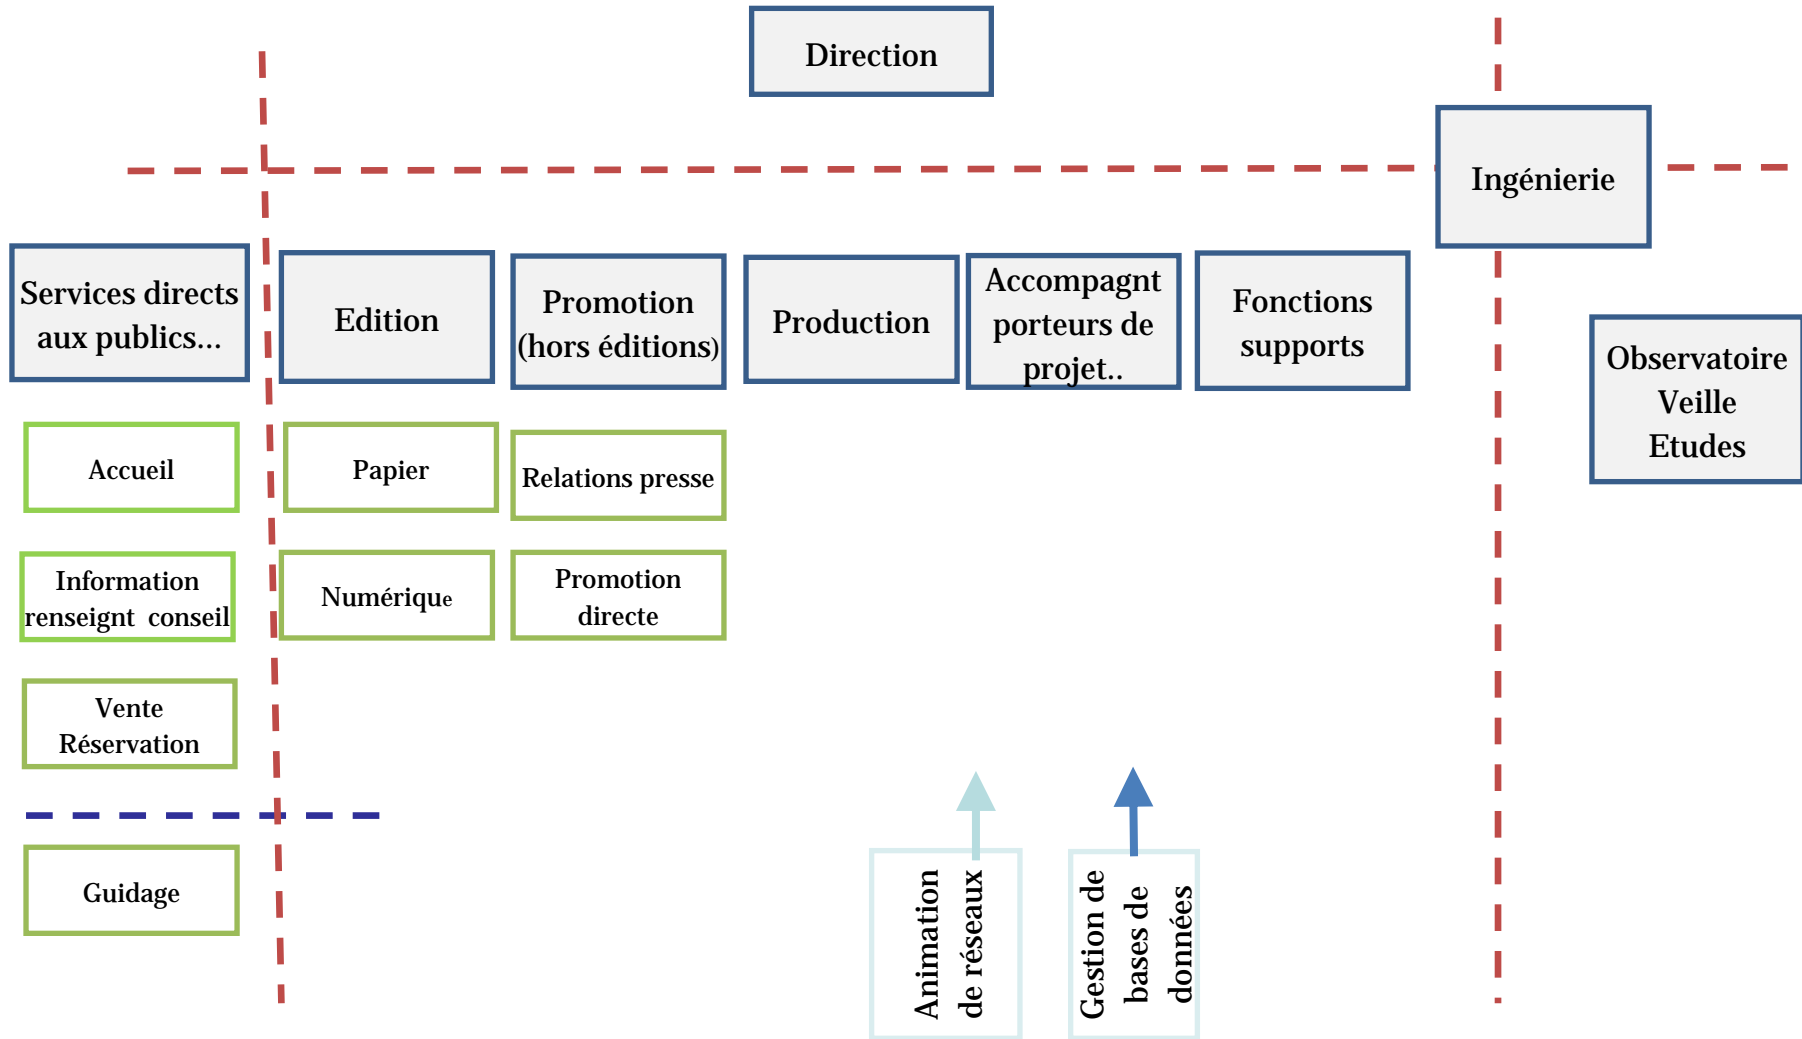 Direction
Ingénierie
Services directs
aux publics...
Edition
Promotion
(hors éditions)
Production
Accompagnt
porteurs de
projet..
Fonctions
supports
Observatoire
Veille
Etudes
Accueil
Papier
Relations presse
Information
renseignt conseil
Numérique
Promotion
directe
Vente
Réservation
Guidage
Animation
de réseaux
Gestion de
bases de
données